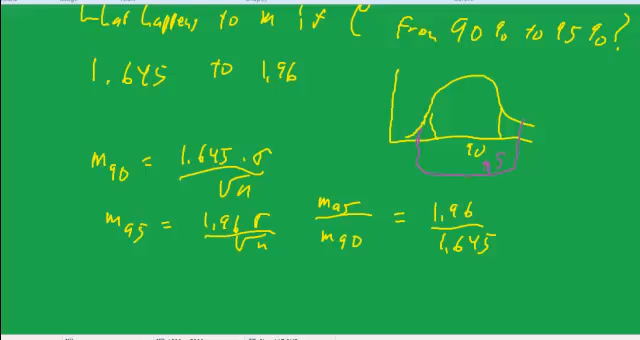 What happens to m if C from 90% to 95%?
1.645 to 1.96
90
95
m90 = 1.645 · σ / √n
m95 = 1.96 σ / √n
m95 / m90 = 1.96 / 1.645